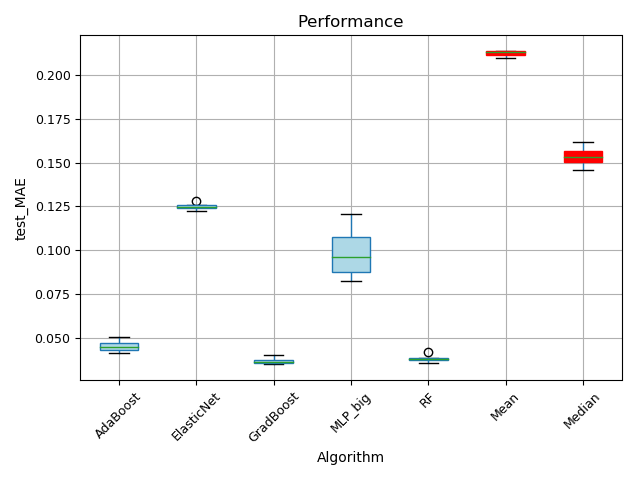 Performance
test_MAE
0.200
0.175
0.150
0.125
0.100
0.075
0.050
AdaBoost
ElasticNet
GradBoost
MLP_big
RF
Mean
Median
Algorithm